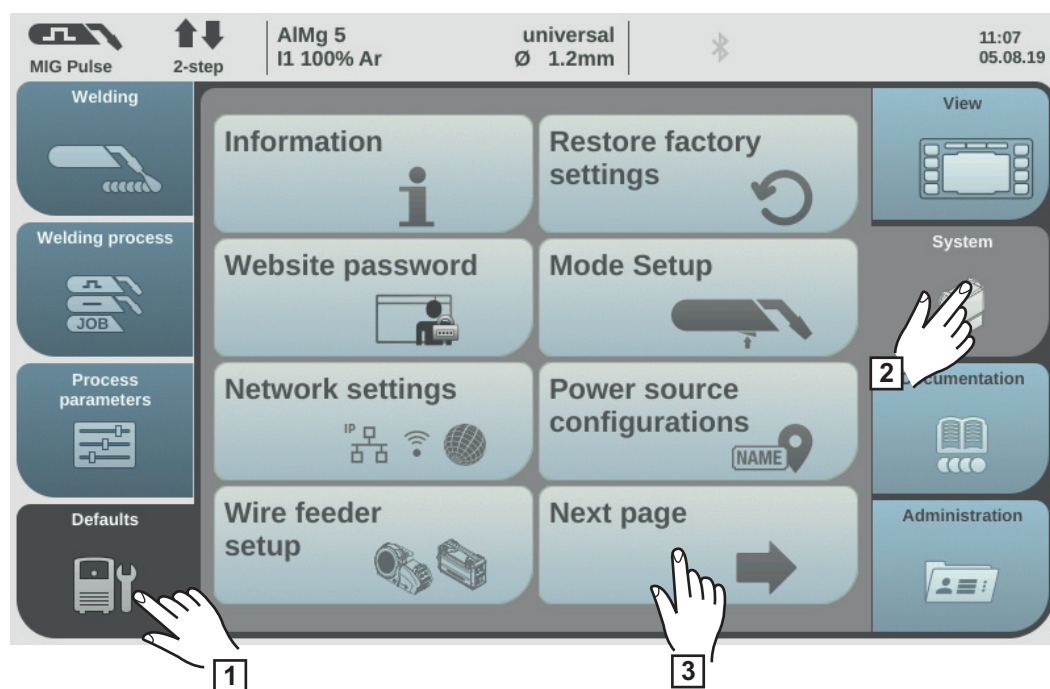 MIG Pulse
2-step
AlMg 5
I1 100% Ar
universal
Ø 1.2mm
11:07
05.08.19
Welding
Welding process
JOB
Process
parameters
Defaults
Information
Restore factory
settings
Website password
Mode Setup
Network settings
IP
Power source
configurations
NAME
Wire feeder
setup
Next page
View
System
Administration
1
2
3